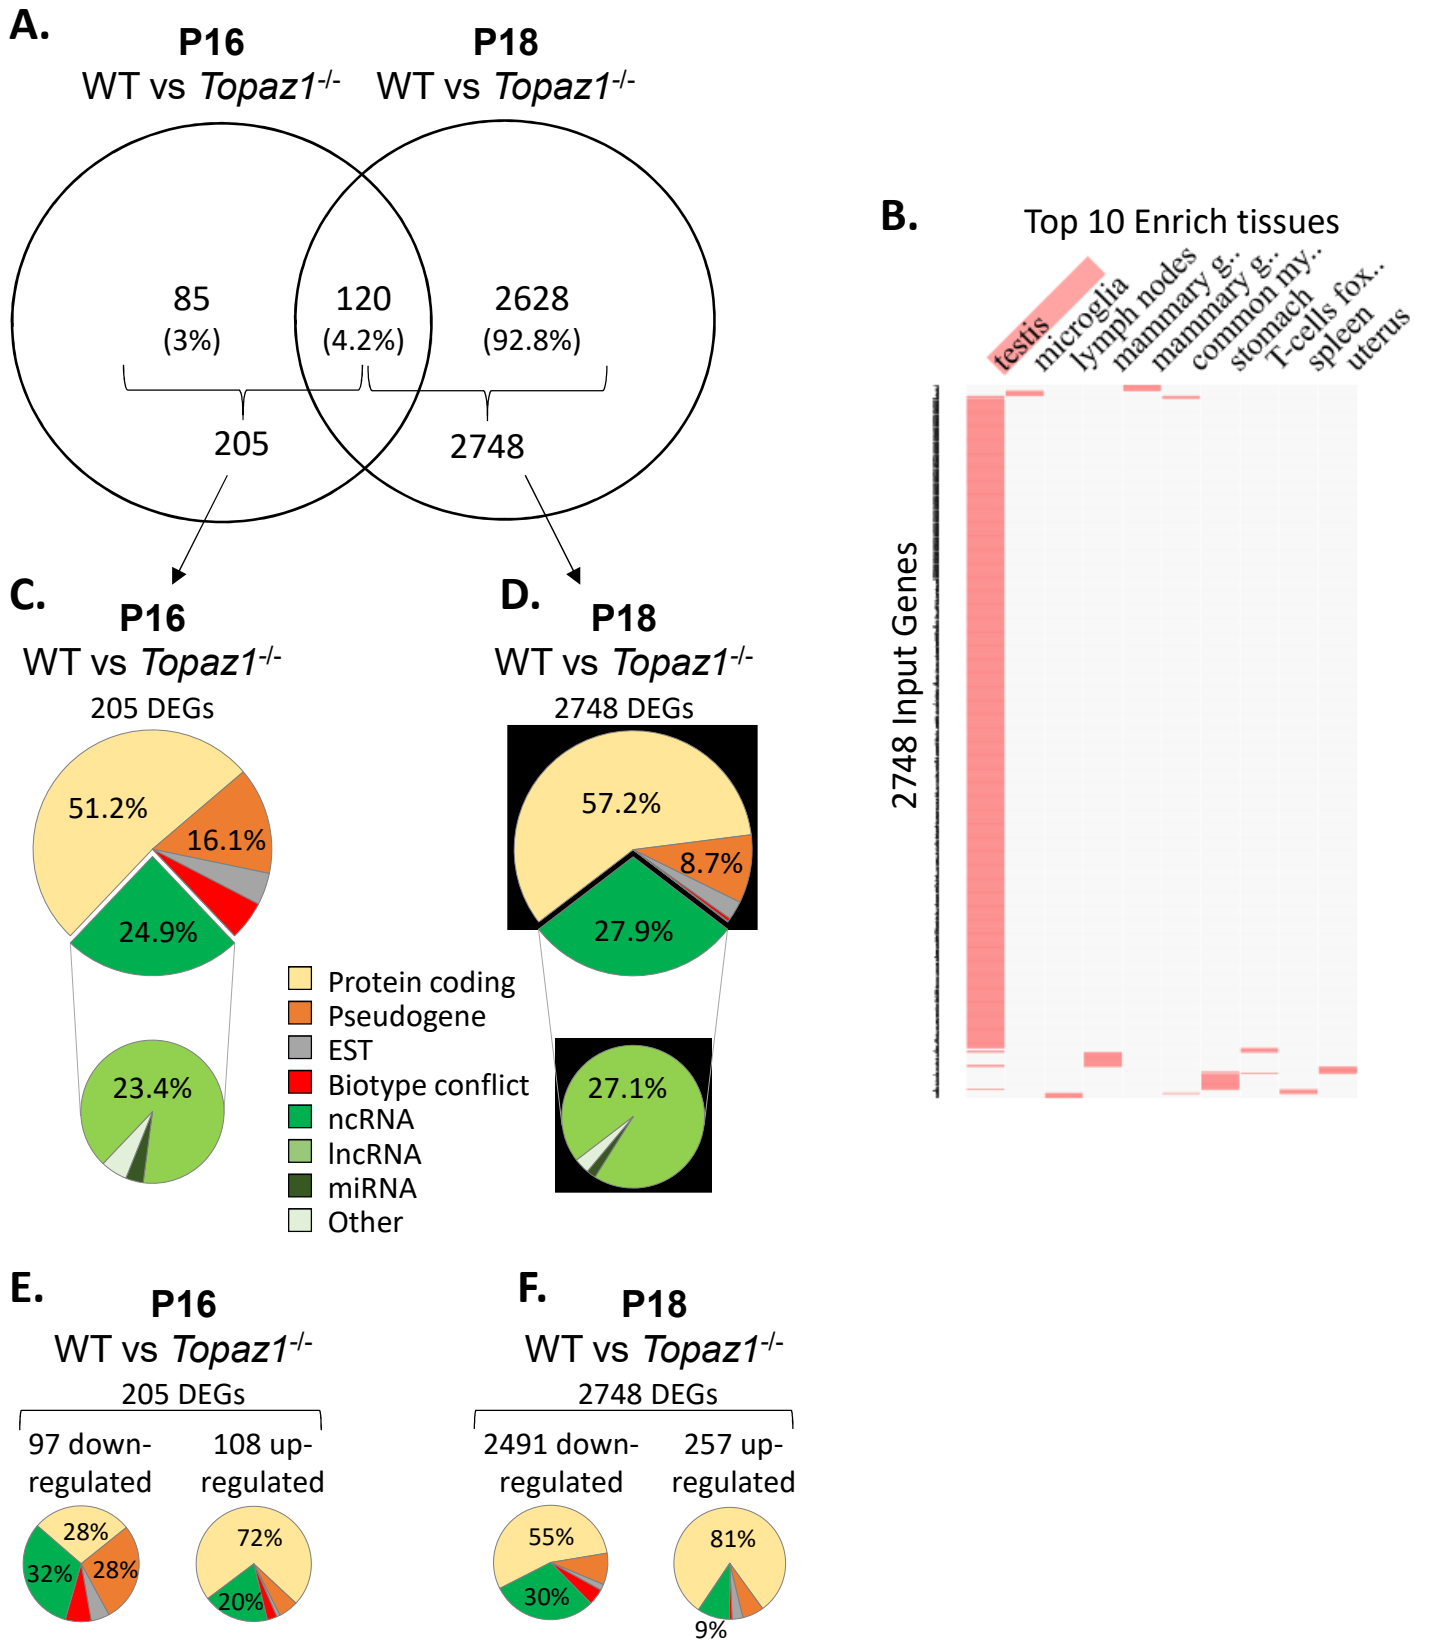 A.
P16
WT vs Topaz1-/-
P18
WT vs Topaz1-/-
85
(3%)
120
(4.2%)
2628
(92.8%)
205
2748
B.
Top 10 Enrich tissues
testis
microglia
lymph nodes
mammary g..
mammary g..
common my..
stomach
T-cells fox..
spleen
uterus
2748 Input Genes
C.
P16
WT vs Topaz1-/-
205 DEGs
51.2%
16.1%
24.9%
23.4%
D.
P18
WT vs Topaz1-/-
2748 DEGs
57.2%
8.7%
27.9%
27.1%
Protein coding
Pseudogene
EST
Biotype conflict
ncRNA
lncRNA
miRNA
Other
E.
P16
WT vs Topaz1-/-
205 DEGs
97 down-
regulated
108 up-
regulated
28%
32%
28%
72%
20%
F.
P18
WT vs Topaz1-/-
2748 DEGs
2491 down-
regulated
257 up-
regulated
55%
30%
81%
9%